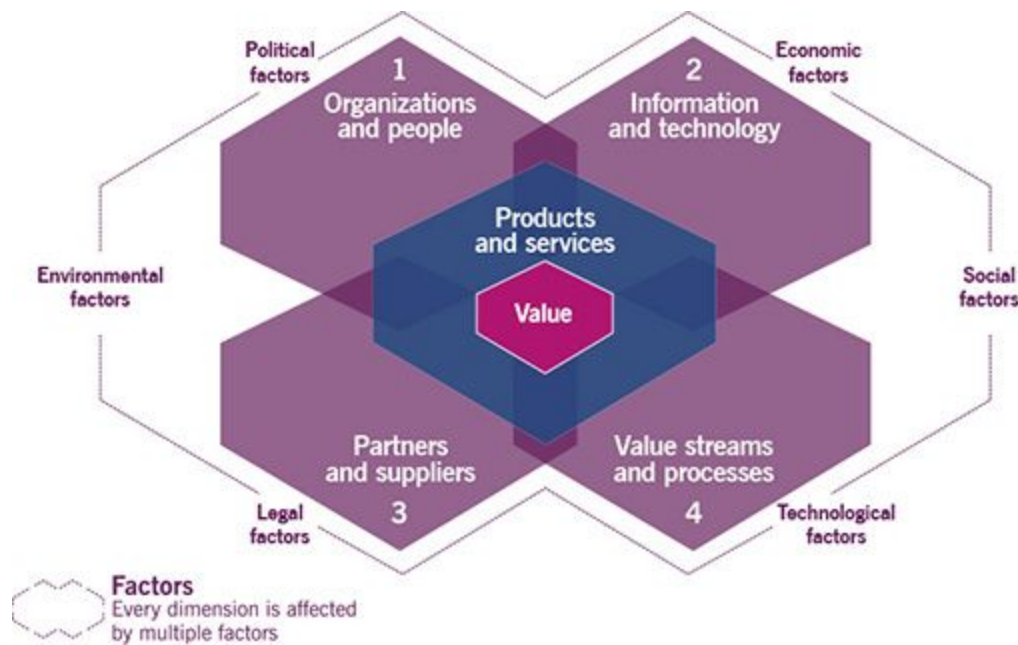 Political
factors
1
Organizations
and people
2
Information
and technology
Economic
factors
Products
and services
Value
Environmental
factors
Social
factors
Partners
and suppliers
3
Value streams
and processes
4
Legal
factors
Technological
factors
Factors
Every dimension is affected
by multiple factors